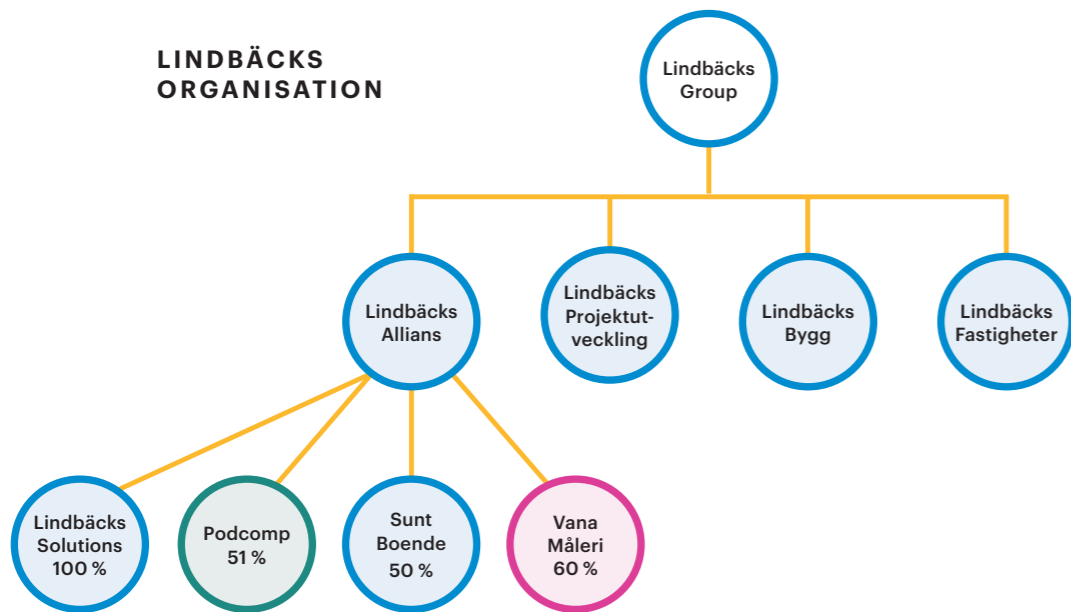 LINDBÄCKS
ORGANISATION
Lindbäcks
Group
Lindbäcks
Allians
Lindbäcks
Projektut-
veckling
Lindbäcks
Bygg
Lindbäcks
Fastigheter
Lindbäcks
Solutions
100 %
Podcomp
51 %
Sunt
Boende
50 %
Vana
Måleri
60 %